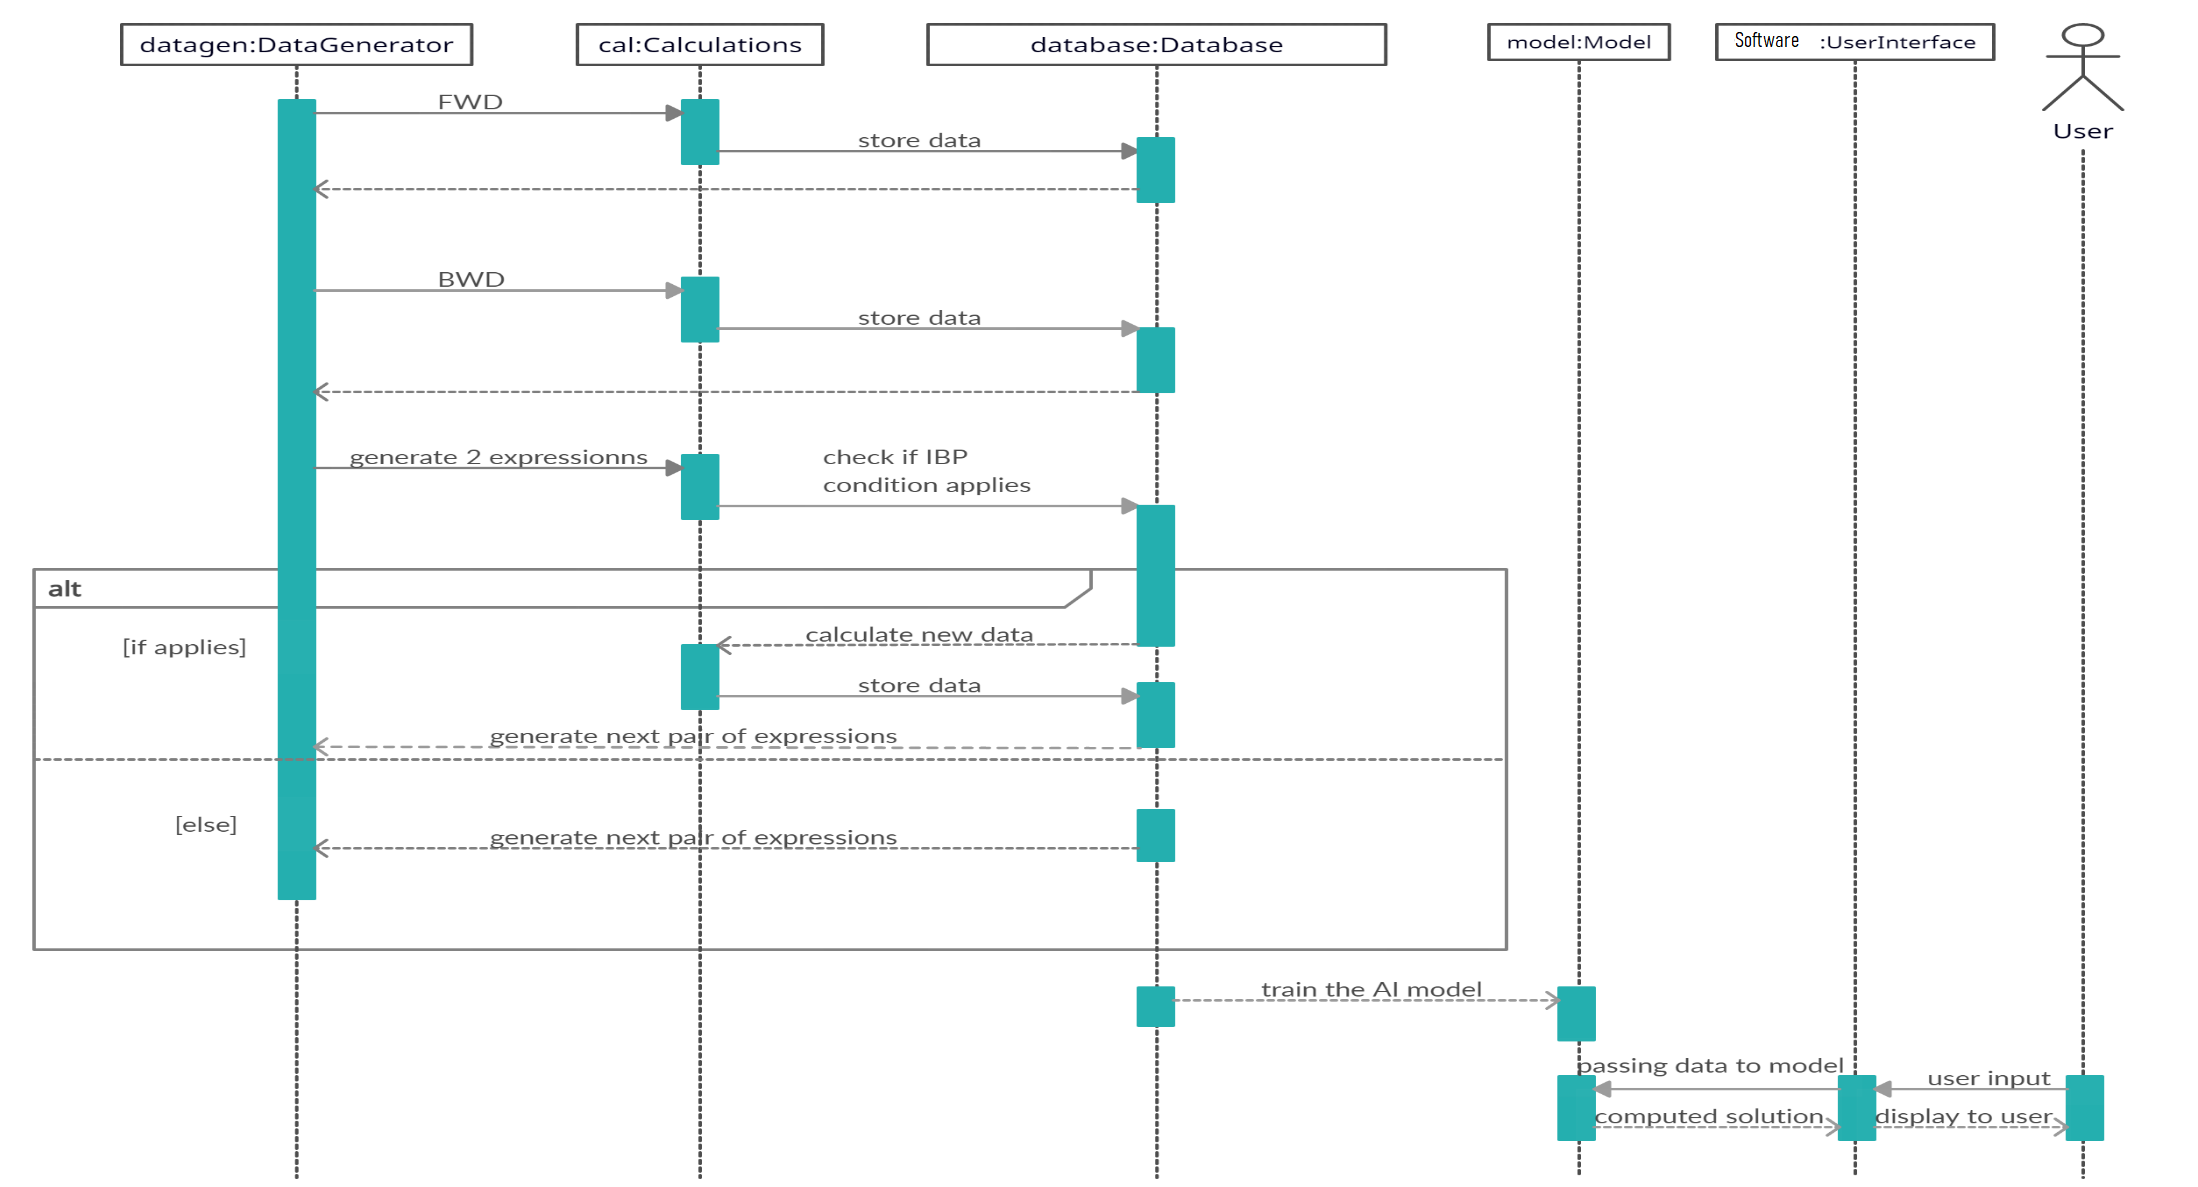 datagen:DataGenerator
cal:Calculations
database:Database
model:Model
Software :UserInterface
User
FWD
store data
BWD
store data
generate 2 expressionns
check if IBP
condition applies
alt
[if applies]
calculate new data
store data
generate next pair of expressions
[else]
generate next pair of expressions
train the AI model
passing data to model
user input
computed solution
display to user